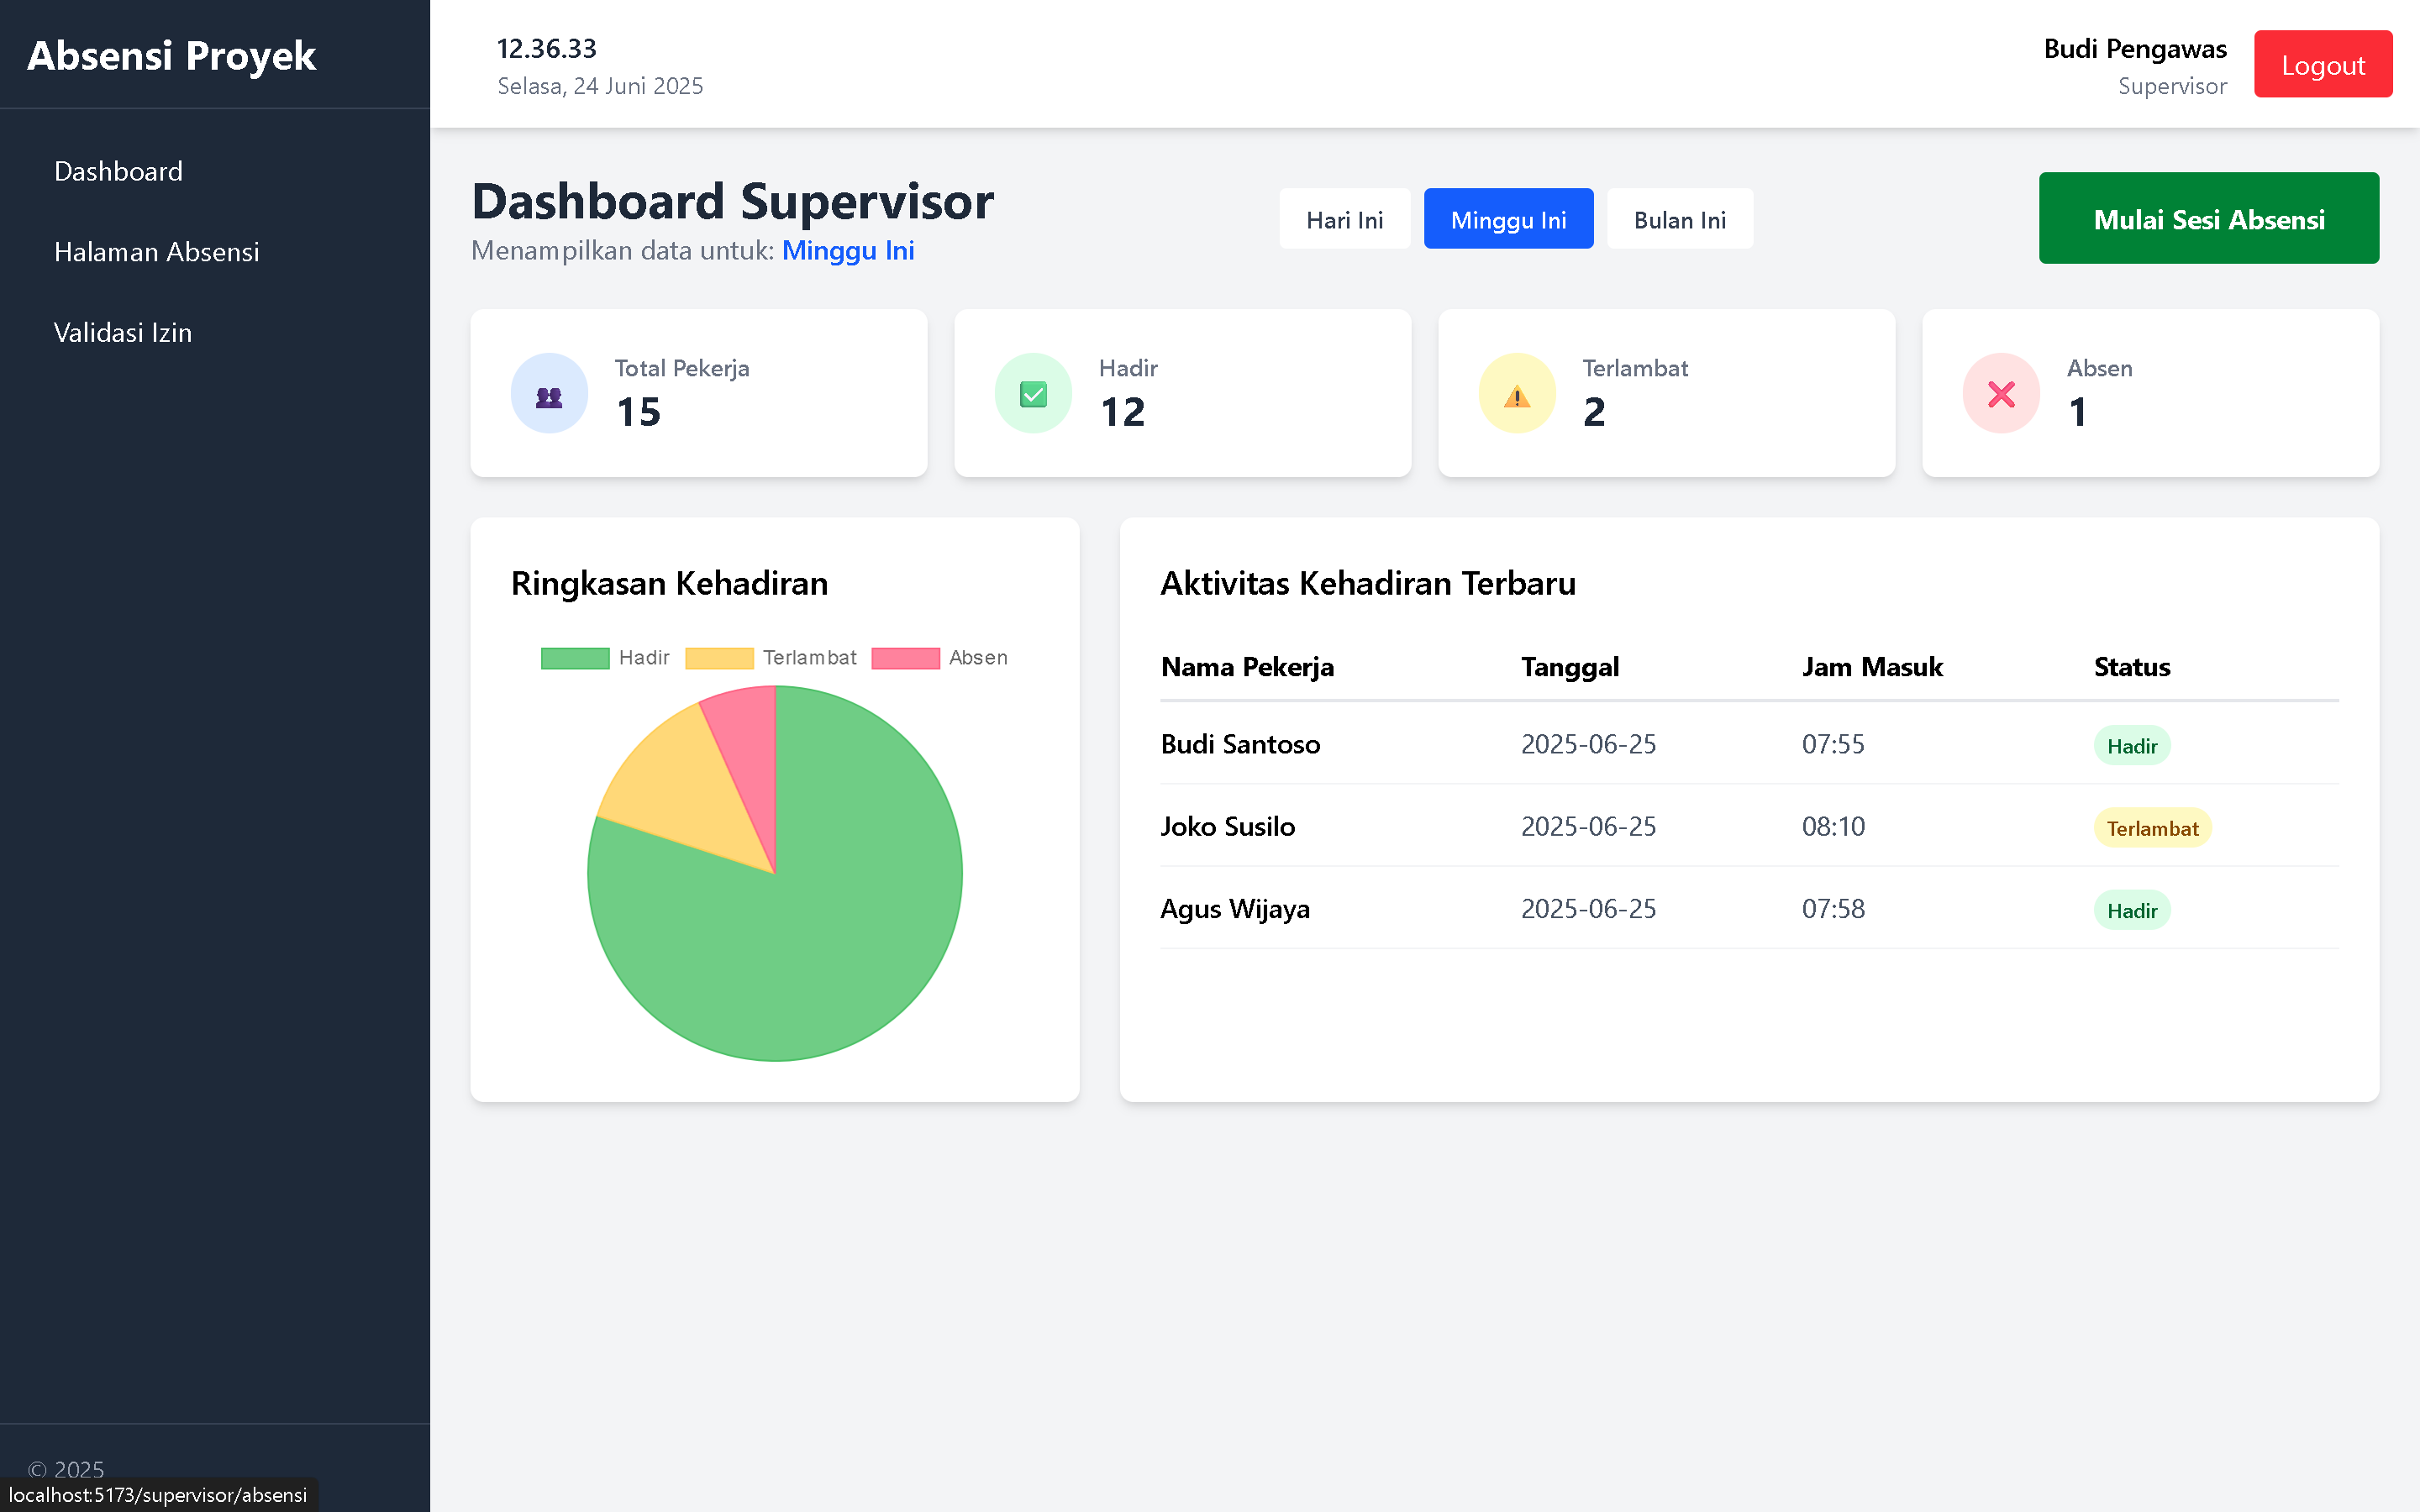 Absensi Proyek
Dashboard
Halaman Absensi
Validasi Izin
© 2025
localhost:5173/supervisor/absensi
12.36.33
Selasa, 24 Juni 2025
Budi Pengawas
Supervisor
Logout
Dashboard Supervisor
Menampilkan data untuk: Minggu Ini
Hari Ini
Minggu Ini
Bulan Ini
Mulai Sesi Absensi
Total Pekerja
15
Hadir
12
Terlambat
2
Absen
1
Ringkasan Kehadiran
Hadir Terlambat Absen
Aktivitas Kehadiran Terbaru
Nama Pekerja Tanggal Jam Masuk Status
Budi Santoso 2025-06-25 07:55 Hadir
Joko Susilo 2025-06-25 08:10 Terlambat
Agus Wijaya 2025-06-25 07:58 Hadir